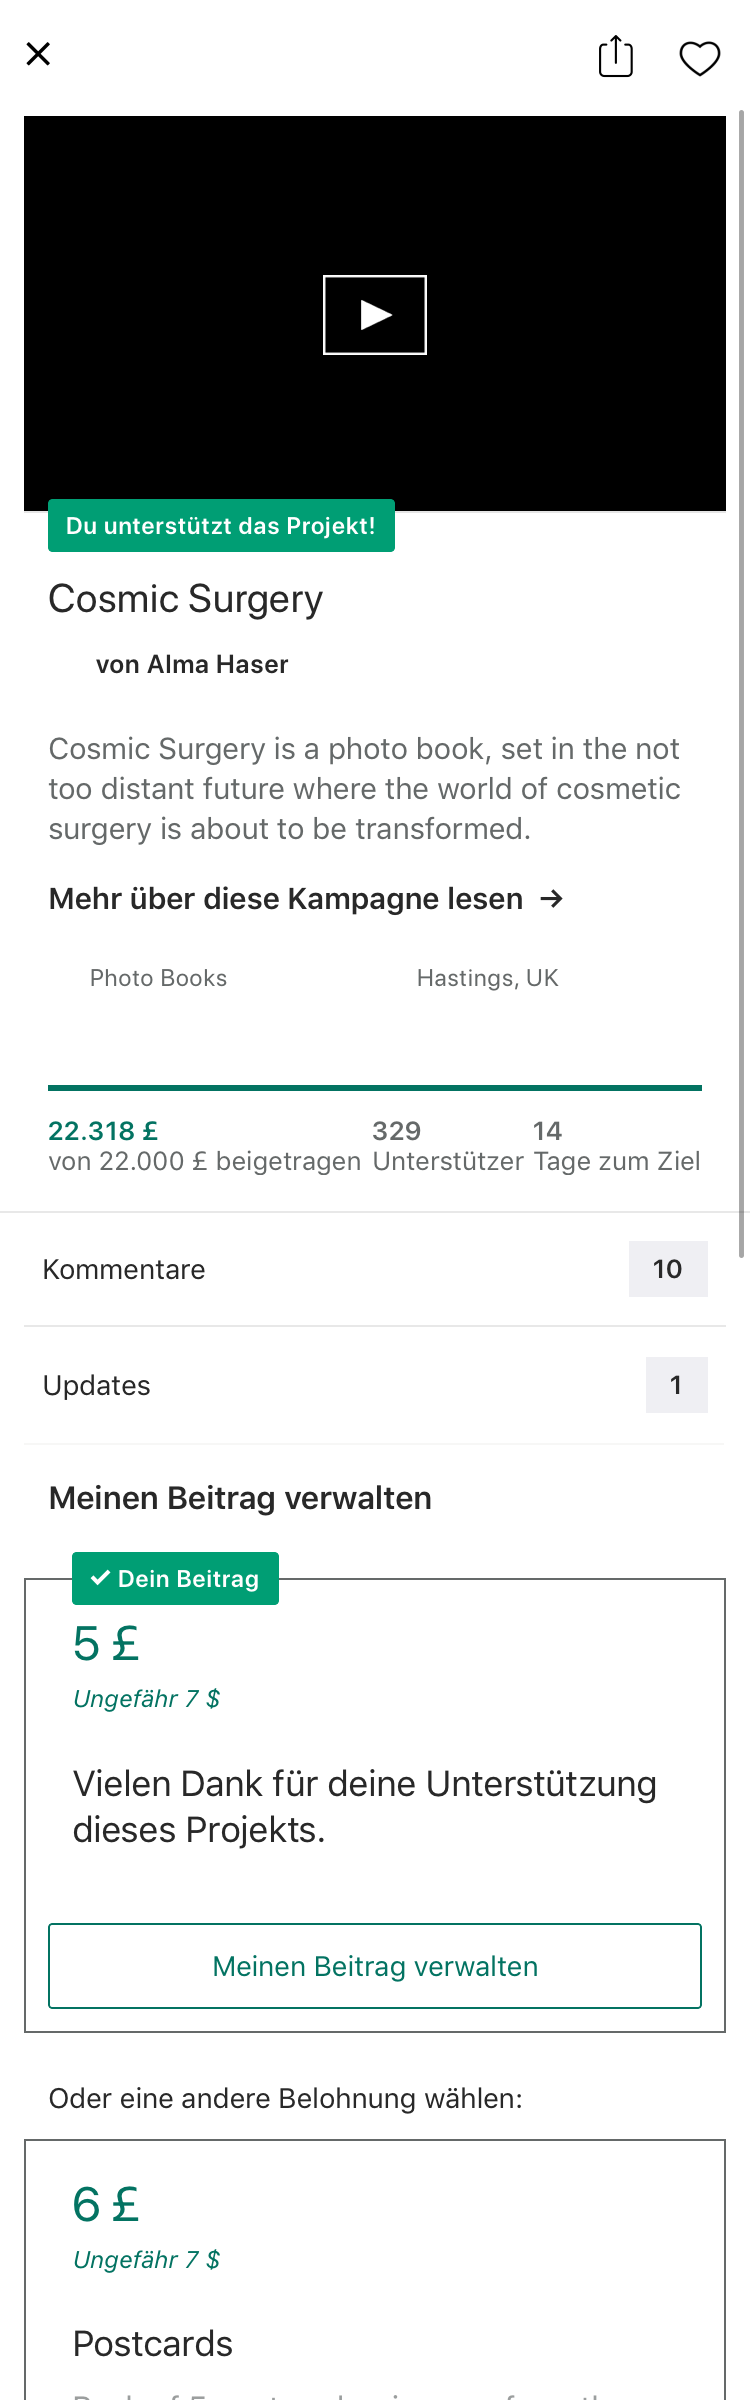 Du unterstützt das Projekt!
Cosmic Surgery
von Alma Haser
Cosmic Surgery is a photo book, set in the not
too distant future where the world of cosmetic
surgery is about to be transformed.
Mehr über diese Kampagne lesen →
Photo Books Hastings, UK
22.318 £ 329 14
von 22.000 £ beigetragen Unterstützer Tage zum Ziel
Kommentare 10
Updates 1
Meinen Beitrag verwalten
✓ Dein Beitrag
5 £
Ungefähr 7 $
Vielen Dank für deine Unterstützung
dieses Projekts.
Meinen Beitrag verwalten
Oder eine andere Belohnung wählen:
6 £
Ungefähr 7 $
Postcards